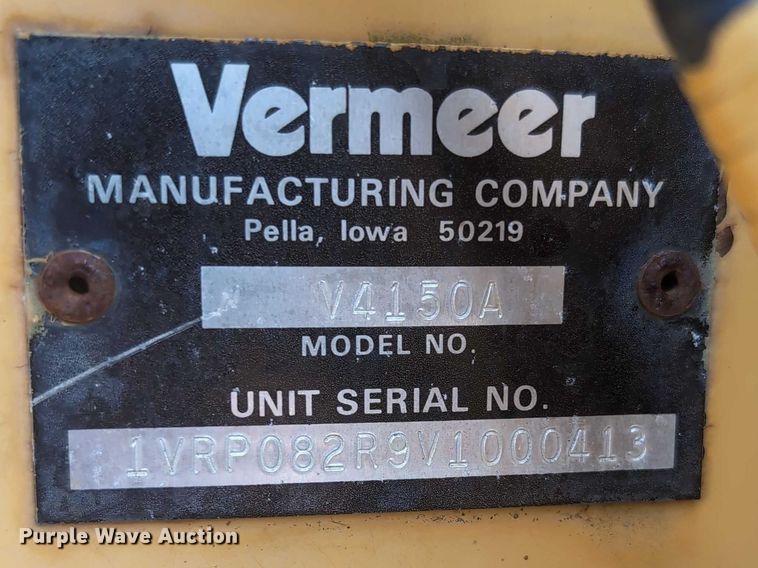 Vermeer
MANUFACTURING COMPANY
Pella, Iowa 50219
V4150A
MODEL NO.
UNIT SERIAL NO.
1VRP082R9V1000413
Purple Wave Auction